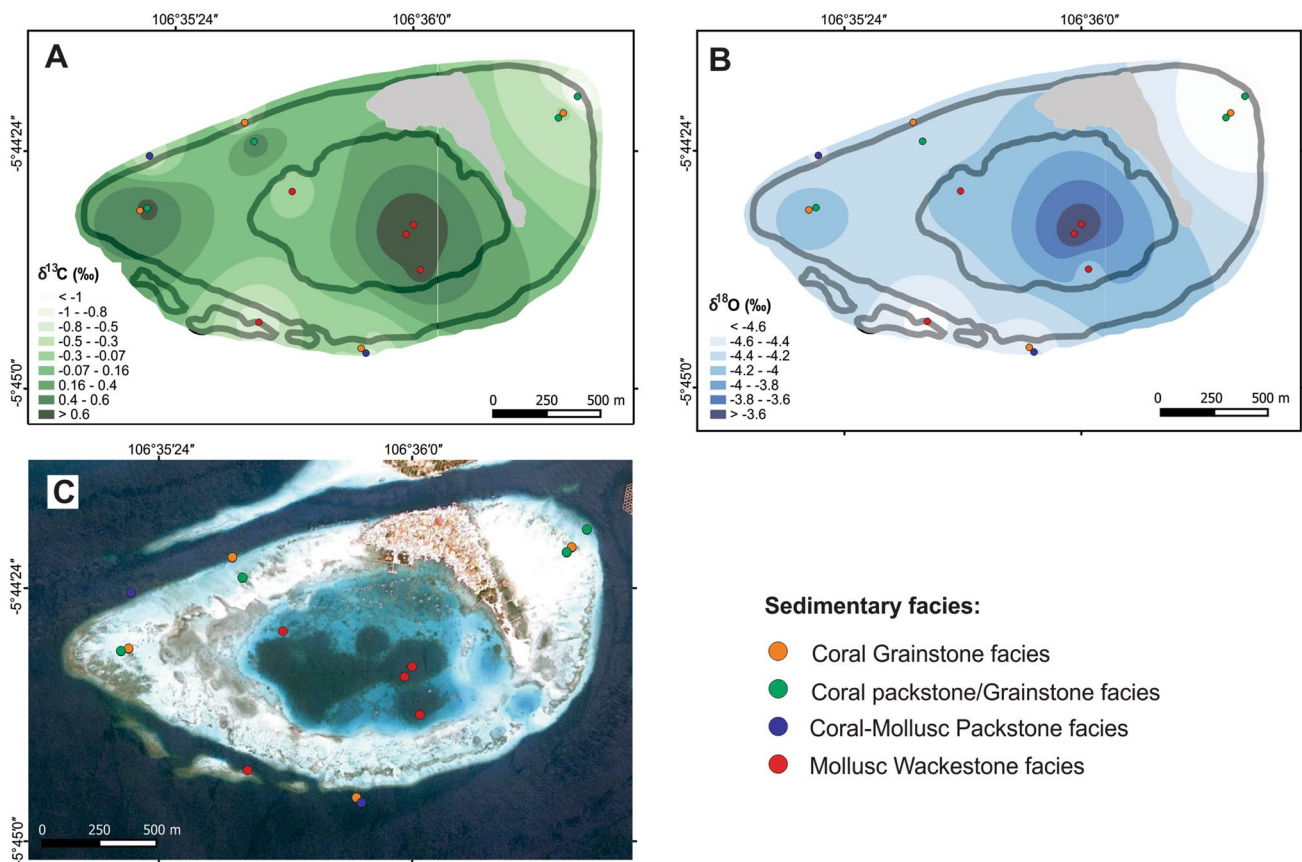 106°35'24"
106°36'0"
A
-5°44'24"
-5°45'0"
δ13C (‰)
< -1
-1 - -0.8
-0.8 - -0.5
-0.5 - -0.3
-0.3 - -0.07
-0.07 - 0.16
0.16 - 0.4
0.4 - 0.6
> 0.6
0 250 500 m
106°35'24"
106°36'0"
B
-5°44'24"
-5°45'0"
δ18O (‰)
< -4.6
-4.6 - -4.4
-4.4 - -4.2
-4.2 - -4
-4 - -3.8
-3.8 - -3.6
> -3.6
0 250 500 m
106°35'24"
106°36'0"
C
-5°44'24"
-5°45'0"
0 250 500 m
Sedimentary facies:
Coral Grainstone facies
Coral packstone/Grainstone facies
Coral-Mollusc Packstone facies
Mollusc Wackestone facies